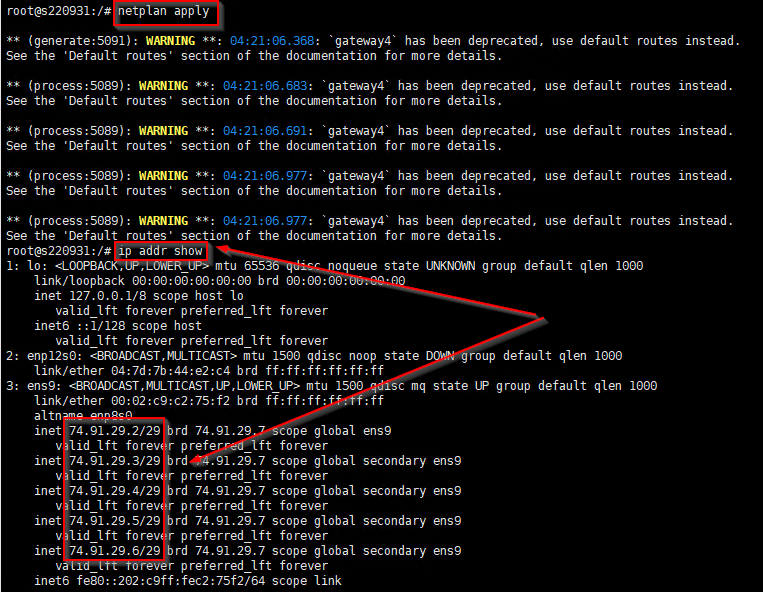 root@s220931:/# netplan apply
** (generate:5091): WARNING **: 04:21:06.368: `gateway4` has been deprecated, use default routes instead.
See the 'Default routes' section of the documentation for more details.
** (process:5089): WARNING **: 04:21:06.683: `gateway4` has been deprecated, use default routes instead.
See the 'Default routes' section of the documentation for more details.
** (process:5089): WARNING **: 04:21:06.691: `gateway4` has been deprecated, use default routes instead.
See the 'Default routes' section of the documentation for more details.
** (process:5089): WARNING **: 04:21:06.977: `gateway4` has been deprecated, use default routes instead.
See the 'Default routes' section of the documentation for more details.
** (process:5089): WARNING **: 04:21:06.977: `gateway4` has been deprecated, use default routes instead.
See the 'Default routes' section of the documentation for more details.
root@s220931:/# ip addr show
1: lo: <LOOPBACK,UP,LOWER_UP> mtu 65536 qdisc noqueue state UNKNOWN group default qlen 1000
link/loopback 00:00:00:00:00:00 brd 00:00:00:00:00:00
inet 127.0.0.1/8 scope host lo
valid_lft forever preferred_lft forever
inet6 ::1/128 scope host
valid_lft forever preferred_lft forever
2: enp12s0: <BROADCAST,MULTICAST> mtu 1500 qdisc noop state DOWN group default qlen 1000
link/ether 04:7d:7b:44:e2:c4 brd ff:ff:ff:ff:ff:ff
3: ens9: <BROADCAST,MULTICAST,UP,LOWER_UP> mtu 1500 qdisc mq state UP group default qlen 1000
link/ether 00:02:c9:c2:75:f2 brd ff:ff:ff:ff:ff:ff
altname enp8s0
inet 74.91.29.2/29 brd 74.91.29.7 scope global ens9
valid_lft forever preferred_lft forever
inet 74.91.29.3/29 brd 74.91.29.7 scope global secondary ens9
valid_lft forever preferred_lft forever
inet 74.91.29.4/29 brd 74.91.29.7 scope global secondary ens9
valid_lft forever preferred_lft forever
inet 74.91.29.5/29 brd 74.91.29.7 scope global secondary ens9
valid_lft forever preferred_lft forever
inet 74.91.29.6/29 brd 74.91.29.7 scope global secondary ens9
valid_lft forever preferred_lft forever
inet6 fe80::202:c9ff:fec2:75f2/64 scope link